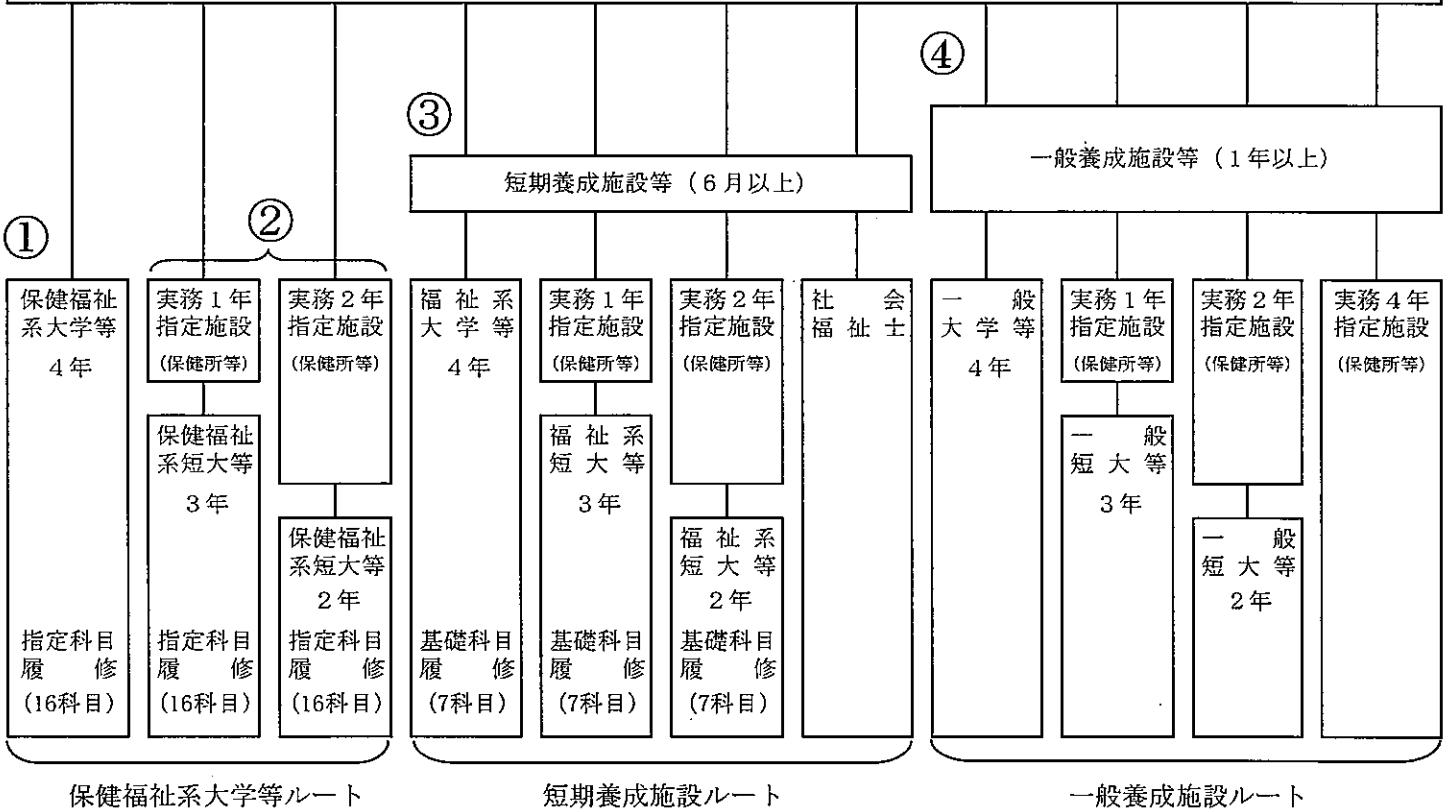 ④
③
一般養成施設等（1年以上）
短期養成施設等（6月以上）
②
①
保健福祉
系大学等
4年
指定科目
履修
(16科目)
実務1年
指定施設
(保健所等)
保健福祉
系短大等
3年
指定科目
履修
(16科目)
実務2年
指定施設
(保健所等)
保健福祉
系短大等
2年
指定科目
履修
(16科目)
福祉系
大学等
4年
基礎科目
履修
(7科目)
実務1年
指定施設
(保健所等)
福祉系
短大等
3年
基礎科目
履修
(7科目)
実務2年
指定施設
(保健所等)
福祉系
短大等
2年
基礎科目
履修
(7科目)
社会
福祉士
一般
大学等
4年
実務1年
指定施設
(保健所等)
一般
短大等
3年
実務2年
指定施設
(保健所等)
一般
短大等
2年
実務4年
指定施設
(保健所等)
保健福祉系大学等ルート
短期養成施設ルート
一般養成施設ルート